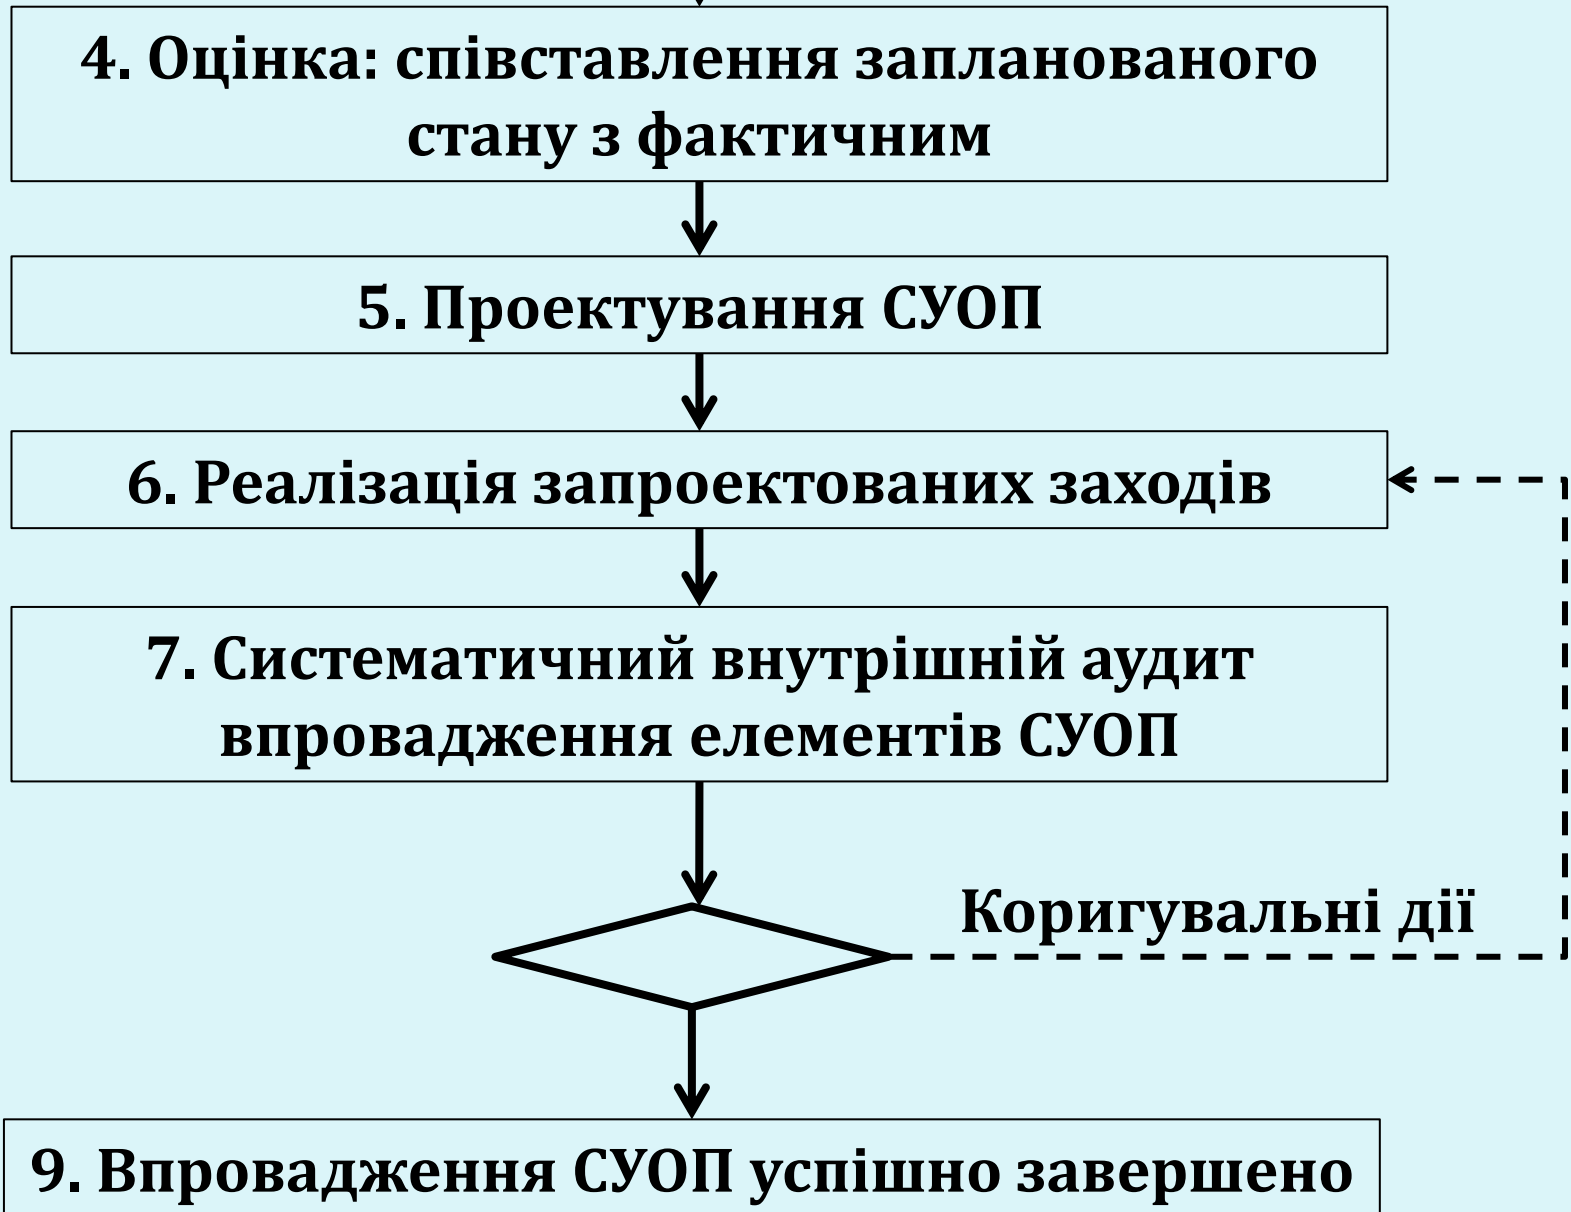 4. Оцінка: співставлення запланованого
стану з фактичним
5. Проектування СУОП
6. Реалізація запроектованих заходів
7. Систематичний внутрішній аудит
впровадження елементів СУОП
Коригувальні дії
9. Впровадження СУОП успішно завершено